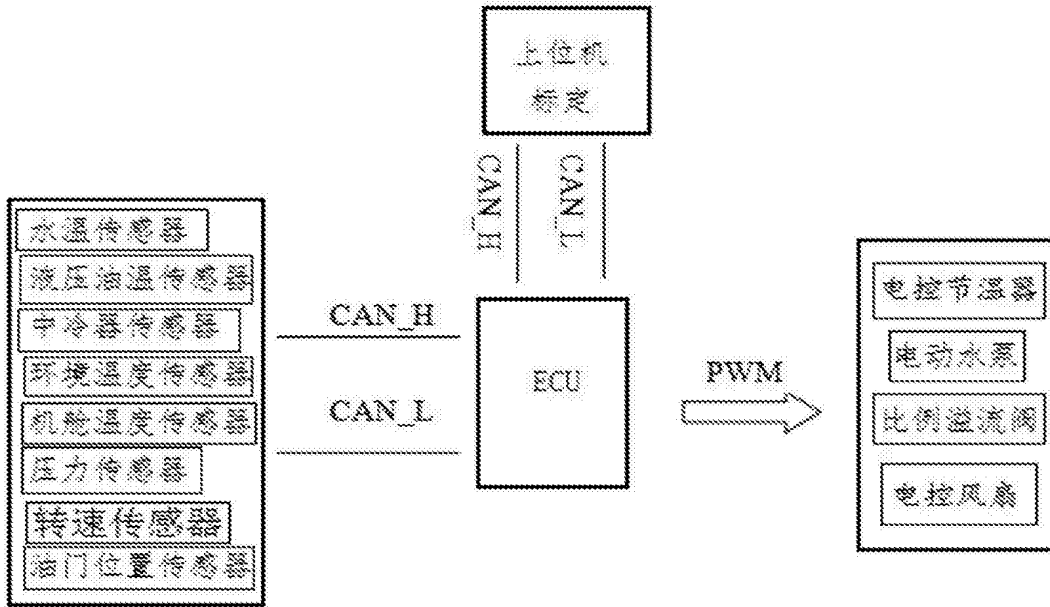 上位机
标定
CAN_H
CAN_L
水温传感器
液压油温传感器
中冷器传感器
环境温度传感器
机舱温度传感器
压力传感器
转速传感器
油门位置传感器
CAN_H
CAN_L
ECU
PWM
电控节温器
电动水泵
比例溢流阀
电控风扇